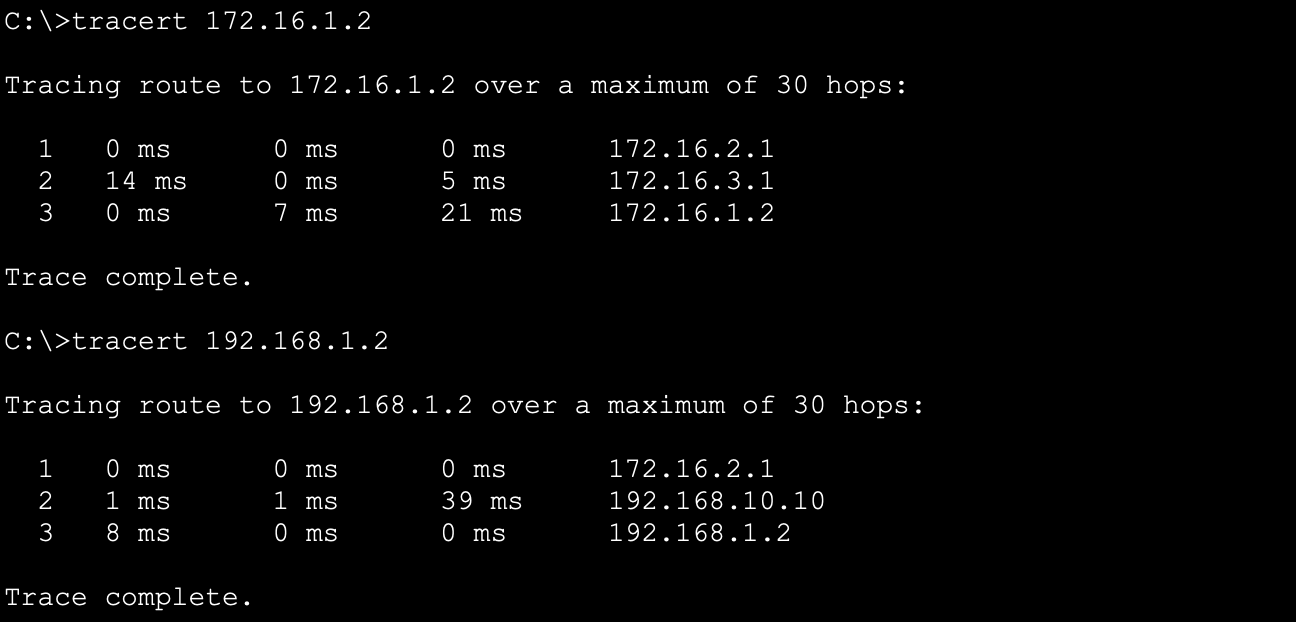 C:\>tracert 172.16.1.2
Tracing route to 172.16.1.2 over a maximum of 30 hops:
1 0 ms 0 ms 0 ms 172.16.2.1
2 14 ms 0 ms 5 ms 172.16.3.1
3 0 ms 7 ms 21 ms 172.16.1.2
Trace complete.
C:\>tracert 192.168.1.2
Tracing route to 192.168.1.2 over a maximum of 30 hops:
1 0 ms 0 ms 0 ms 172.16.2.1
2 1 ms 1 ms 39 ms 192.168.10.10
3 8 ms 0 ms 0 ms 192.168.1.2
Trace complete.